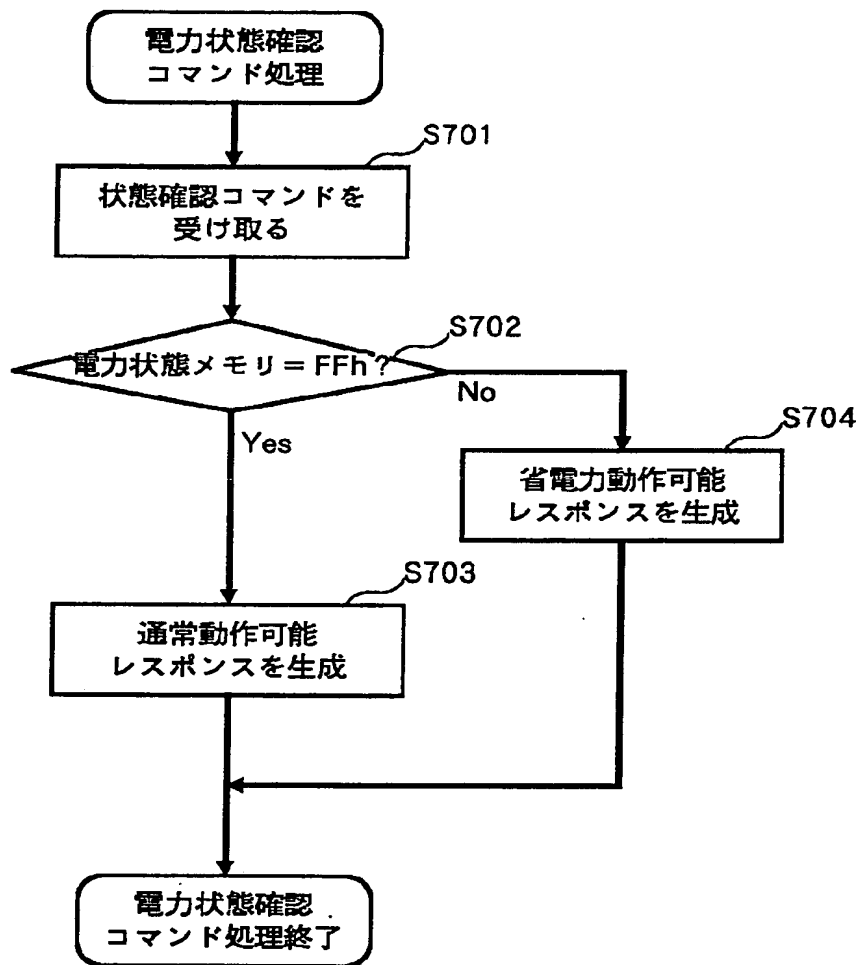 電力状態確認
コマンド処理
S701
状態確認コマンドを
受け取る
S702
電力状態メモリ＝FFh？
No
Yes
S704
省電力動作可能
レスポンスを生成
S703
通常動作可能
レスポンスを生成
電力状態確認
コマンド処理終了